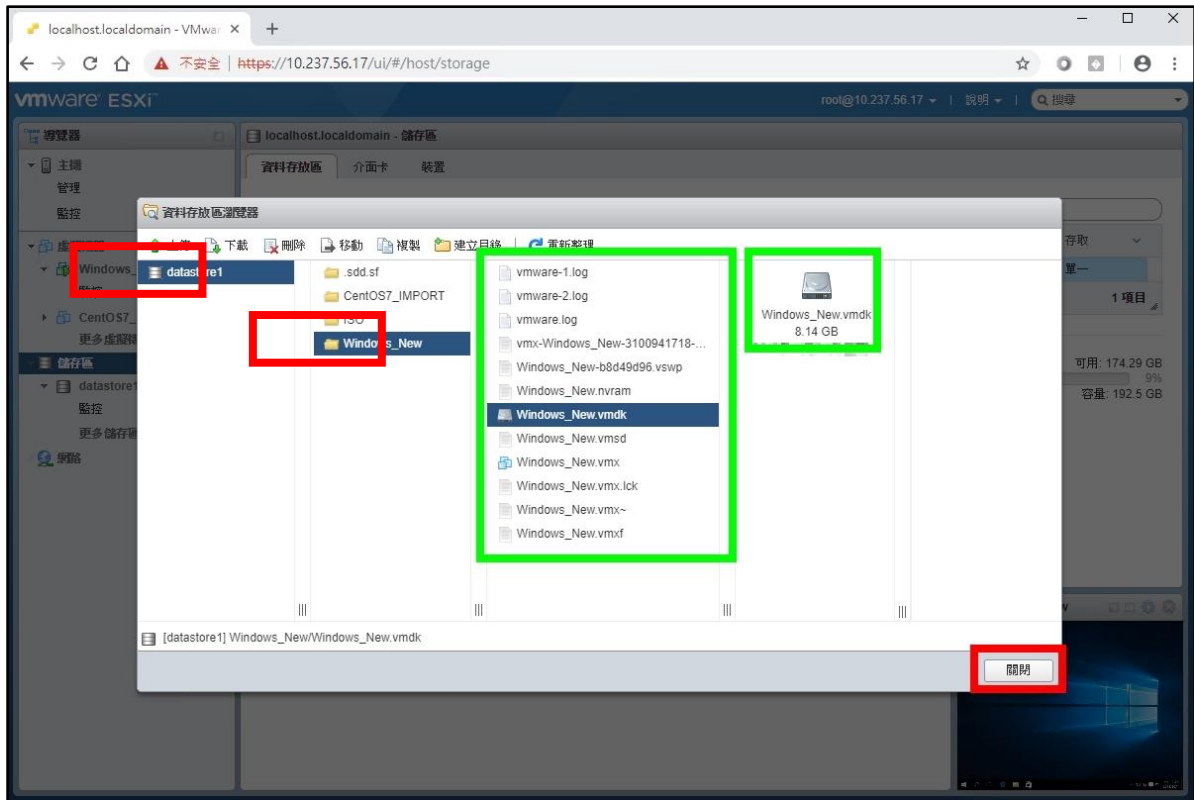 localhost.localdomain - VMwar
不安全 | https://10.237.56.17/ui/#/host/storage
vmware ESXi™
root@10.237.56.17
說明
搜尋
導覽器
localhost.localdomain - 儲存區
主機
資料存放區 介面卡 裝置
管理
監控
資料存放區瀏覽器
下載 刪除 移動 複製 建立目錄 重新整理
存取
Windows_
datastore1
.sdd.sf
CentOS7_IMPORT
ISO
Windows_New
vmware-1.log
vmware-2.log
vmware.log
vmx-Windows_New-3100941718-...
Windows_New-b8d49d96.vswp
Windows_New.nvram
Windows_New.vmdk
Windows_New.vmsd
Windows_New.vmx
Windows_New.vmx.lck
Windows_New.vmx~
Windows_New.vmxf
Windows_New.vmdk
8.14 GB
單一
1 項目
CentOS7_
更多虛擬機
儲存區
datastore1
監控
更多儲存區
網路
可用: 174.29 GB
9%
容量: 192.5 GB
[datastore1] Windows_New/Windows_New.vmdk
關閉